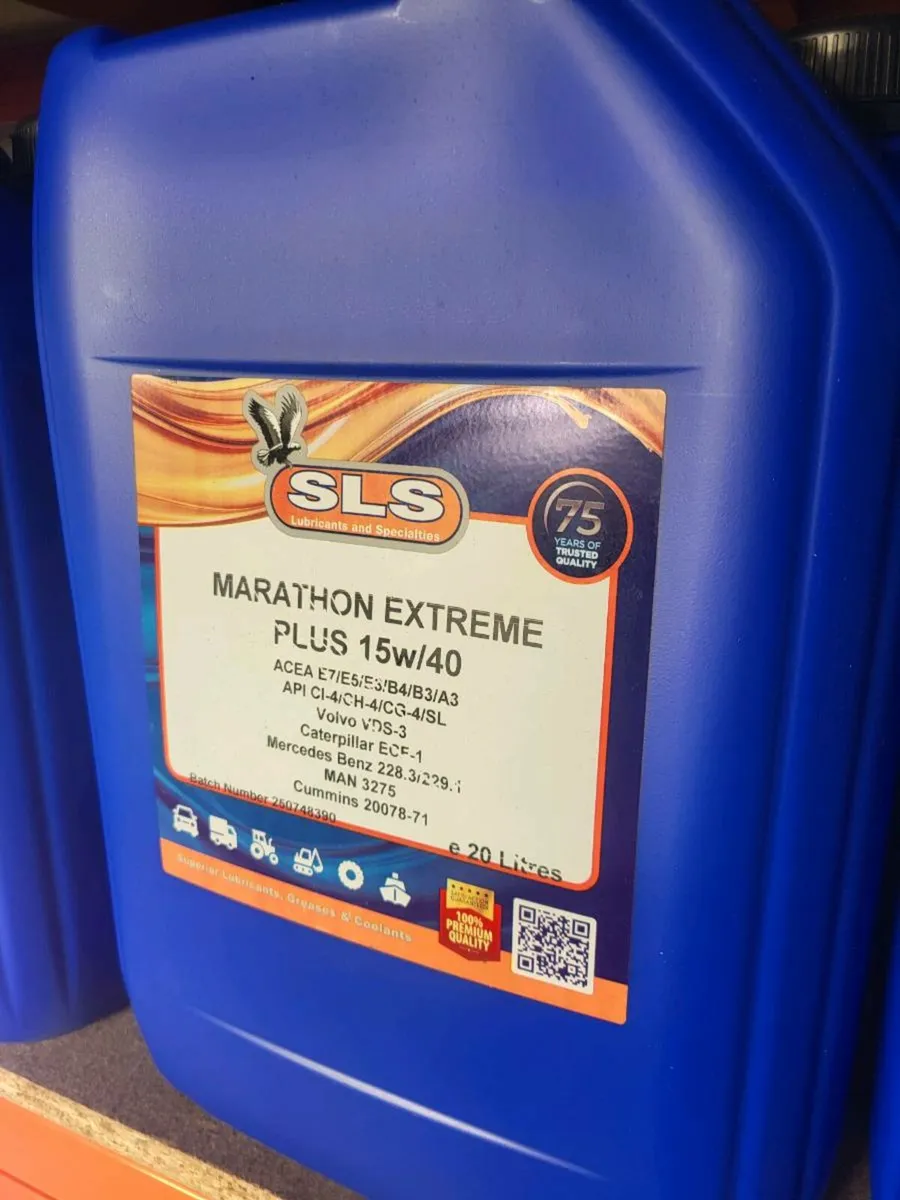 SLS
Lubricants and Specialties
75
YEARS OF
TRUSTED
QUALITY
MARATHON EXTREME
PLUS 15w/40
ACEA E7/E5/E3/B4/B3/A3
API CI-4/CH-4/CG-4/SL
Volvo VDS-3
Caterpillar ECF-1
Mercedes Benz 228.3/229.1
MAN 3275
Cummins 20078-71
Batch Number 250748390
e 20 Litres
Superior Lubricants, Greases & Coolants
SATISFACTION
GUARANTEED
100%
PREMIUM
QUALITY